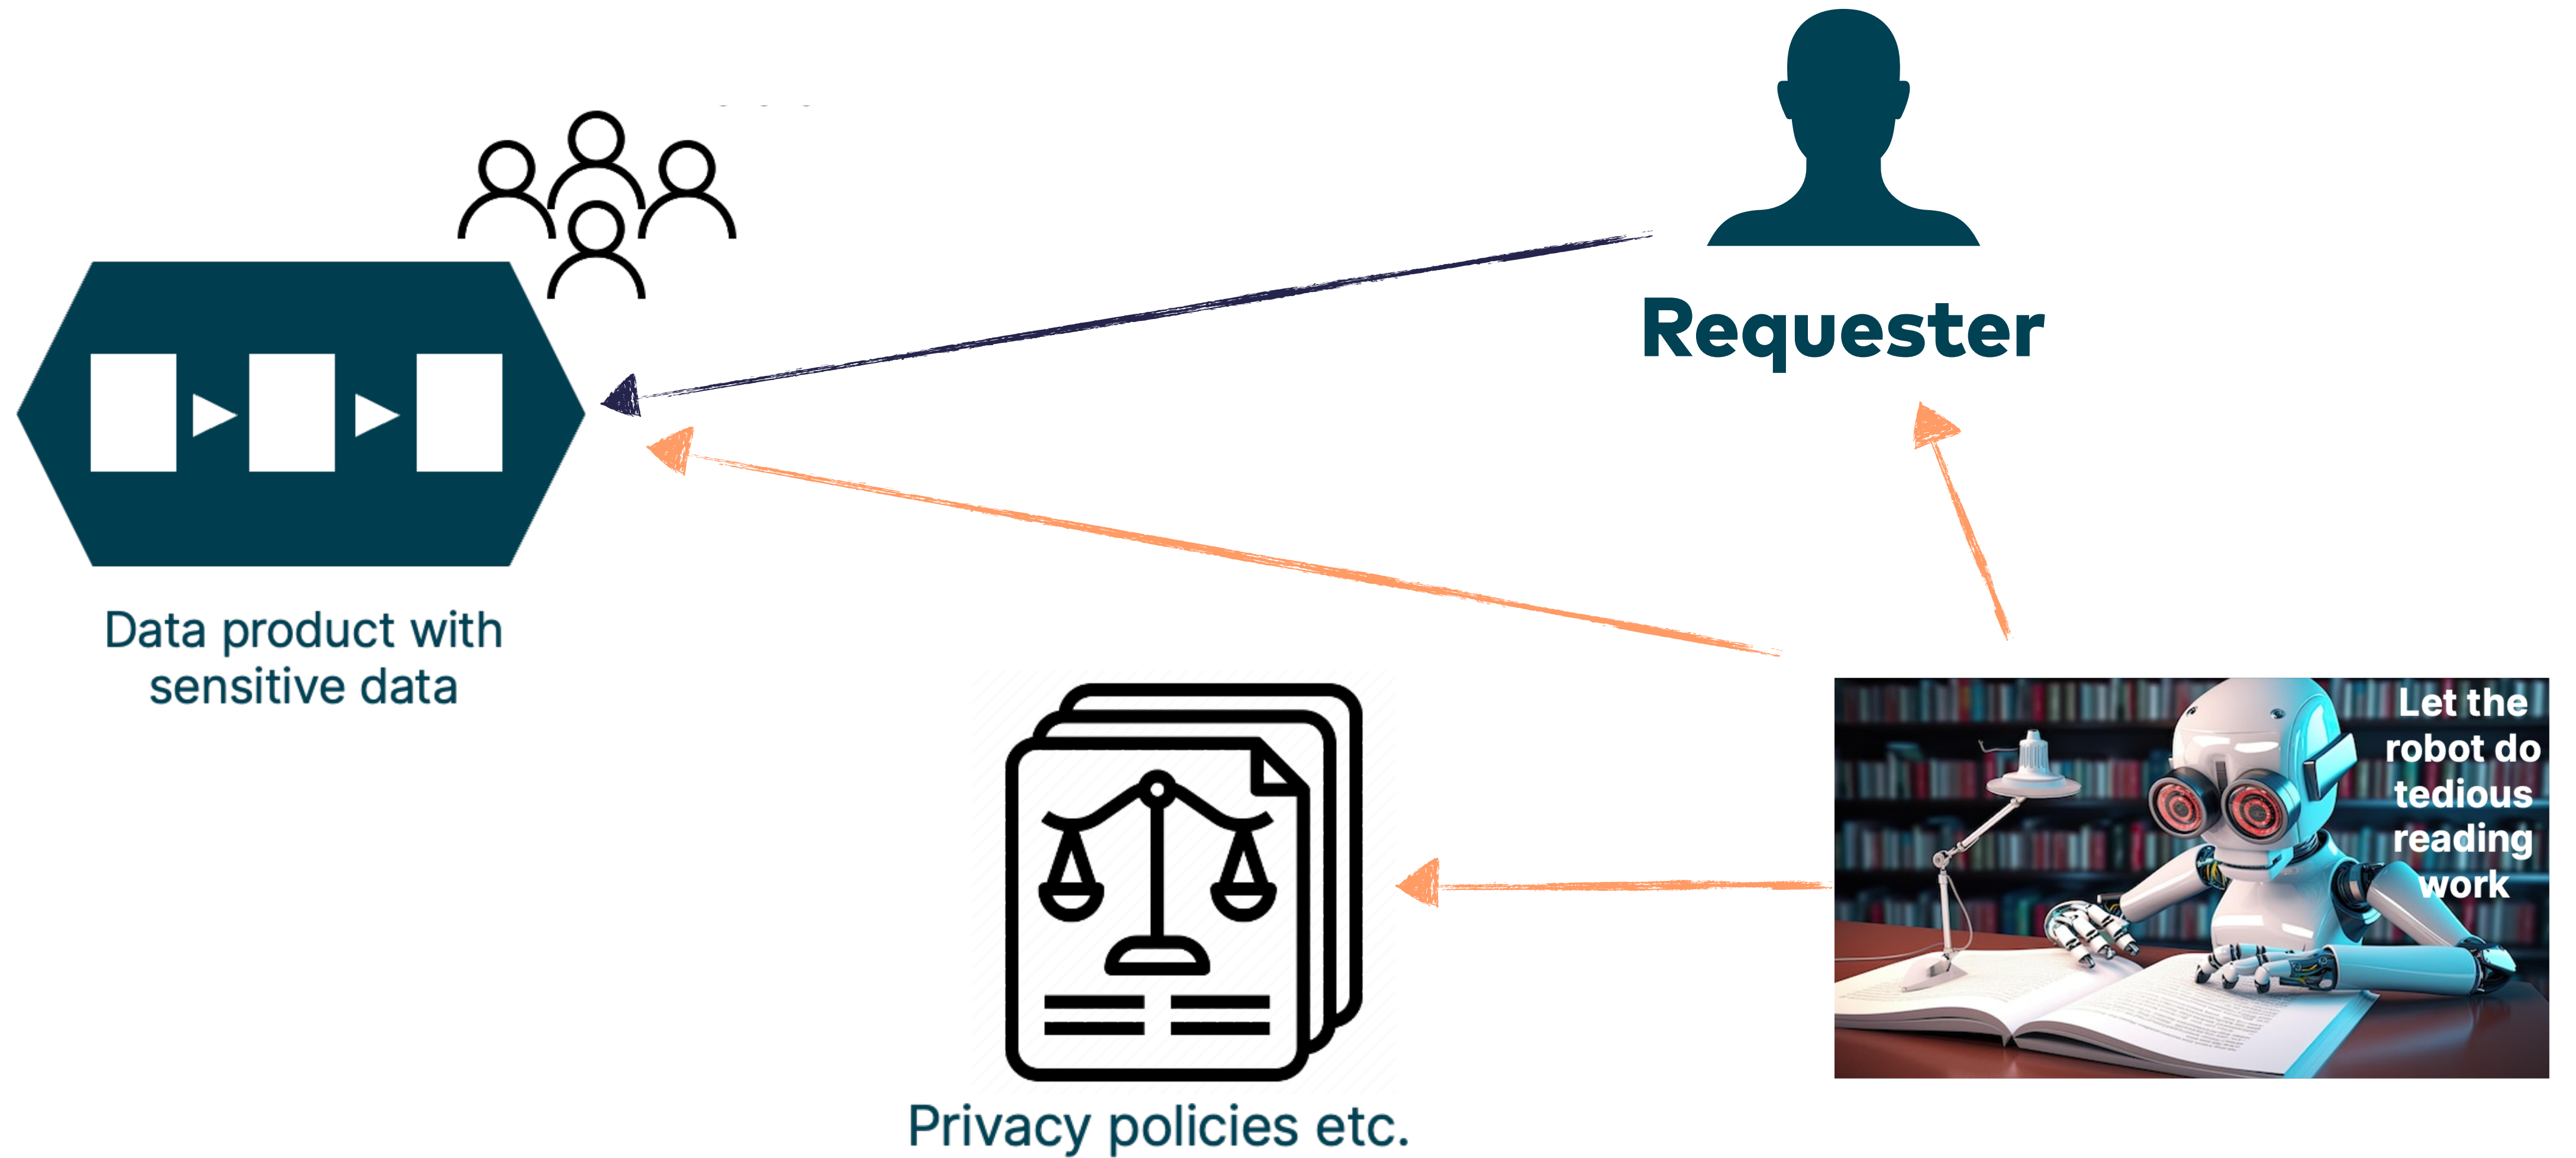 Requester
Data product with
sensitive data
Let the
robot do
tedious
reading
work
Privacy policies etc.